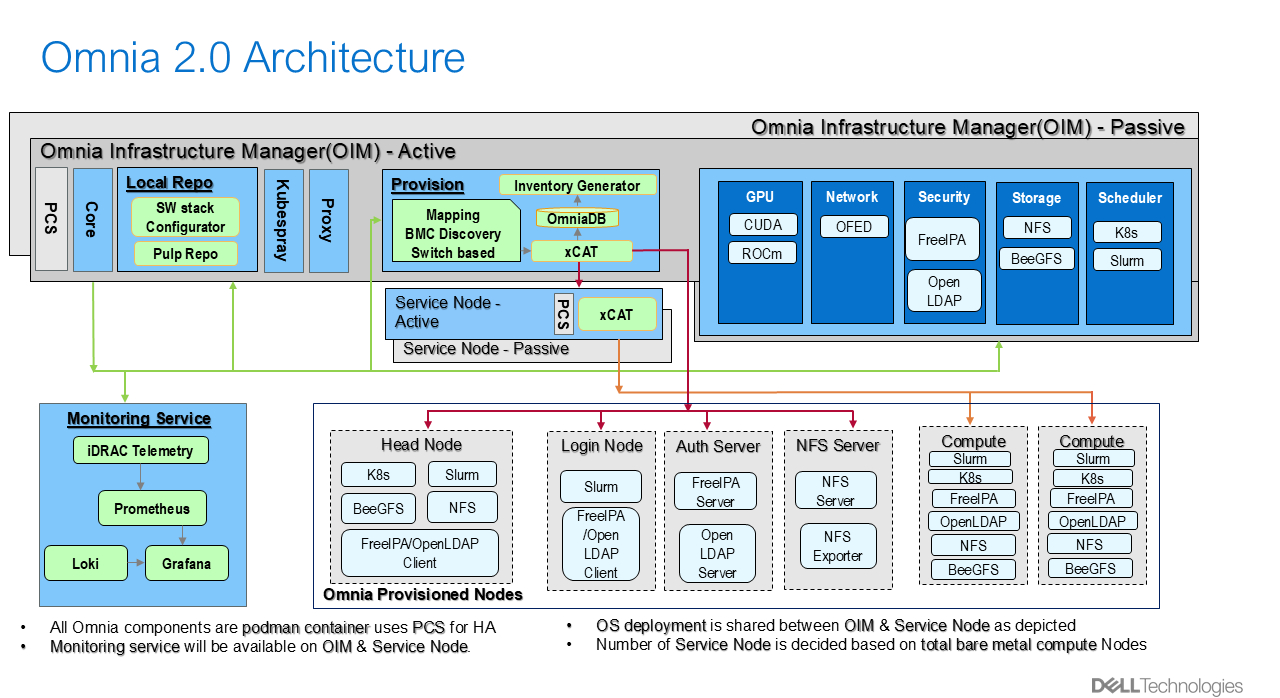 Omnia 2.0 Architecture
Omnia Infrastructure Manager(OIM) - Passive
Omnia Infrastructure Manager(OIM) - Active
PCS
Core
Local Repo
SW stack
Configurator
Pulp Repo
Kubespray
Proxy
Provision
Inventory Generator
Mapping
BMC Discovery
Switch based
OmniaDB
xCAT
GPU
CUDA
ROCm
Network
OFED
Security
FreeIPA
Open
LDAP
Storage
NFS
BeeGFS
Scheduler
K8s
Slurm
Service Node -
Active
PCS
xCAT
Service Node - Passive
Monitoring Service
iDRAC Telemetry
Prometheus
Loki
Grafana
Head Node
K8s
Slurm
BeeGFS
NFS
FreeIPA/OpenLDAP
Client
Login Node
Slurm
FreeIPA
/Open
LDAP
Client
Auth Server
FreeIPA
Server
Open
LDAP
Server
NFS Server
NFS
Server
NFS
Exporter
Compute
Slurm
K8s
FreeIPA
OpenLDAP
NFS
BeeGFS
Compute
Slurm
K8s
FreeIPA
OpenLDAP
NFS
BeeGFS
Omnia Provisioned Nodes
• All Omnia components are podman container uses PCS for HA
• Monitoring service will be available on OIM & Service Node.
• OS deployment is shared between OIM & Service Node as depicted
• Number of Service Node is decided based on total bare metal compute Nodes
DELLTechnologies